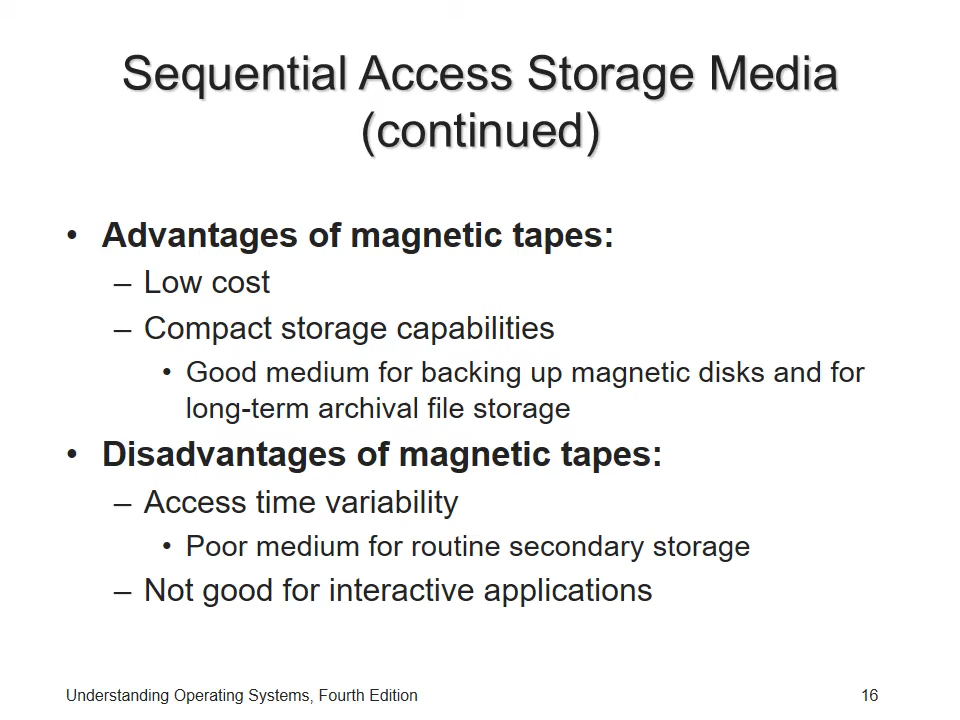 Sequential Access Storage Media
(continued)
• Advantages of magnetic tapes:
– Low cost
– Compact storage capabilities
• Good medium for backing up magnetic disks and for
long-term archival file storage
• Disadvantages of magnetic tapes:
– Access time variability
• Poor medium for routine secondary storage
– Not good for interactive applications
Understanding Operating Systems, Fourth Edition 16